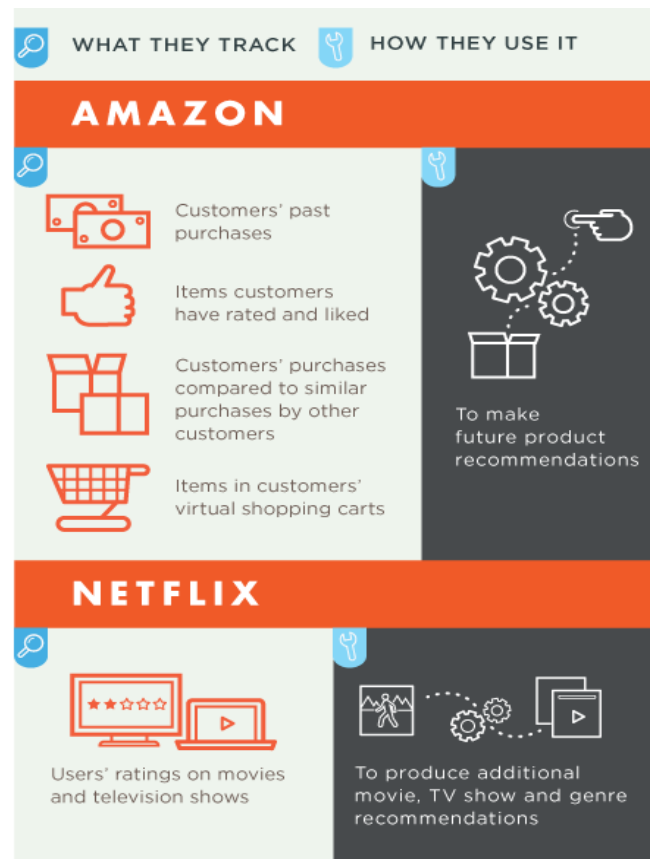 WHAT THEY TRACK
HOW THEY USE IT
AMAZON
Customers' past
purchases
Items customers
have rated and liked
Customers' purchases
compared to similar
purchases by other
customers
Items in customers'
virtual shopping carts
To make
future product
recommendations
NETFLIX
Users' ratings on movies
and television shows
To produce additional
movie, TV show and genre
recommendations